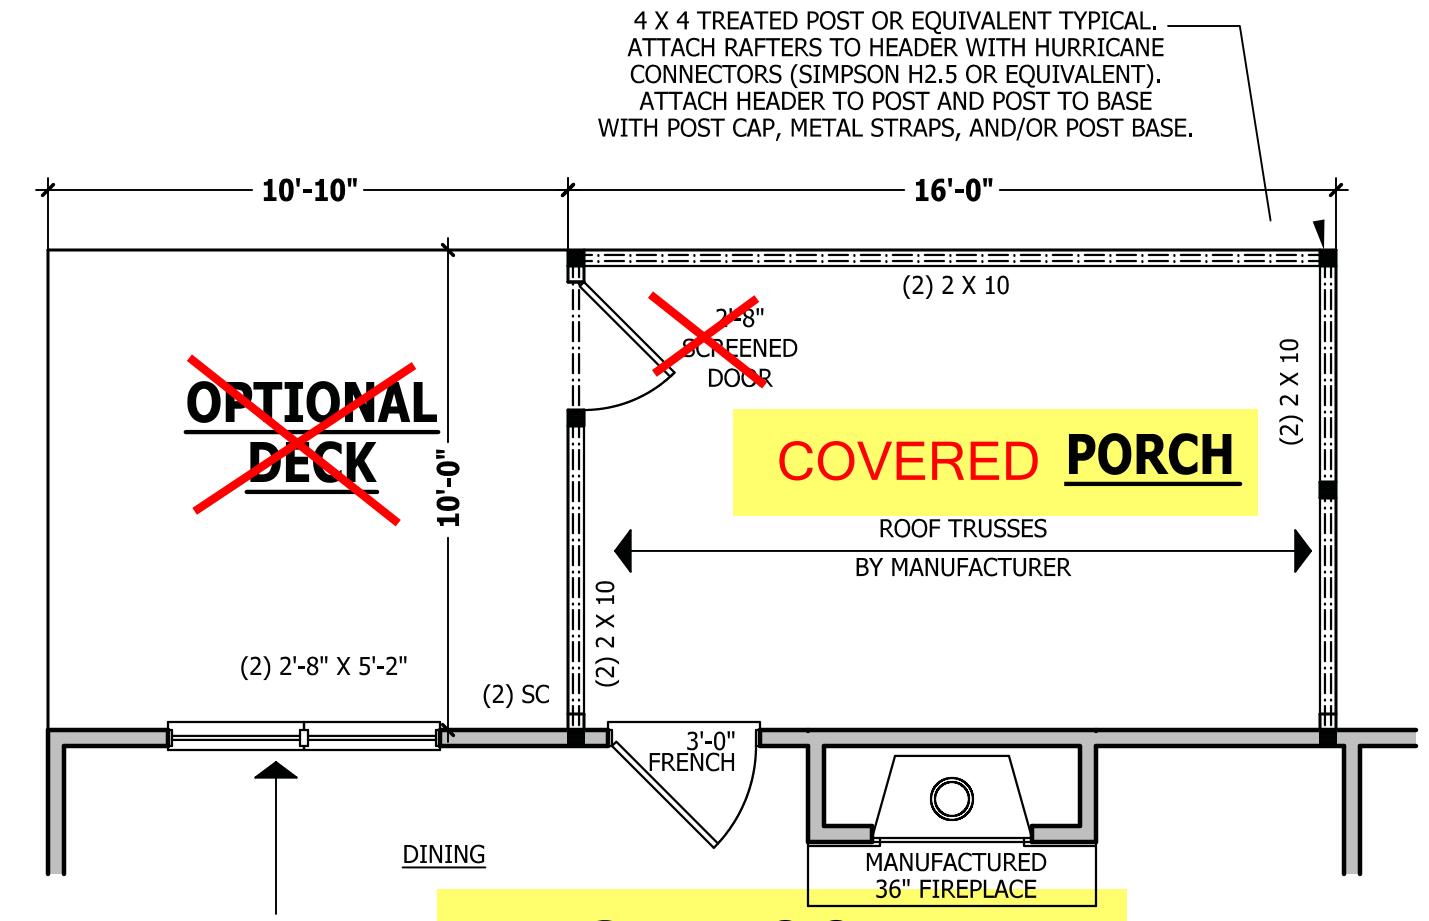 4 X 4 TREATED POST OR EQUIVALENT TYPICAL.
ATTACH RAFTERS TO HEADER WITH HURRICANE
CONNECTORS (SIMPSON H2.5 OR EQUIVALENT).
ATTACH HEADER TO POST AND POST TO BASE
WITH POST CAP, METAL STRAPS, AND/OR POST BASE.
10'-10"
16'-0"
(2) 2 X 10
2'-8"
SCREENED
DOOR
(2) 2 X 10
OPTIONAL
DECK
10'-0"
COVERED PORCH
ROOF TRUSSES
BY MANUFACTURER
(2) 2 X 10
(2) 2'-8" X 5'-2"
(2) SC
3'-0"
FRENCH
DINING
MANUFACTURED
36" FIREPLACE